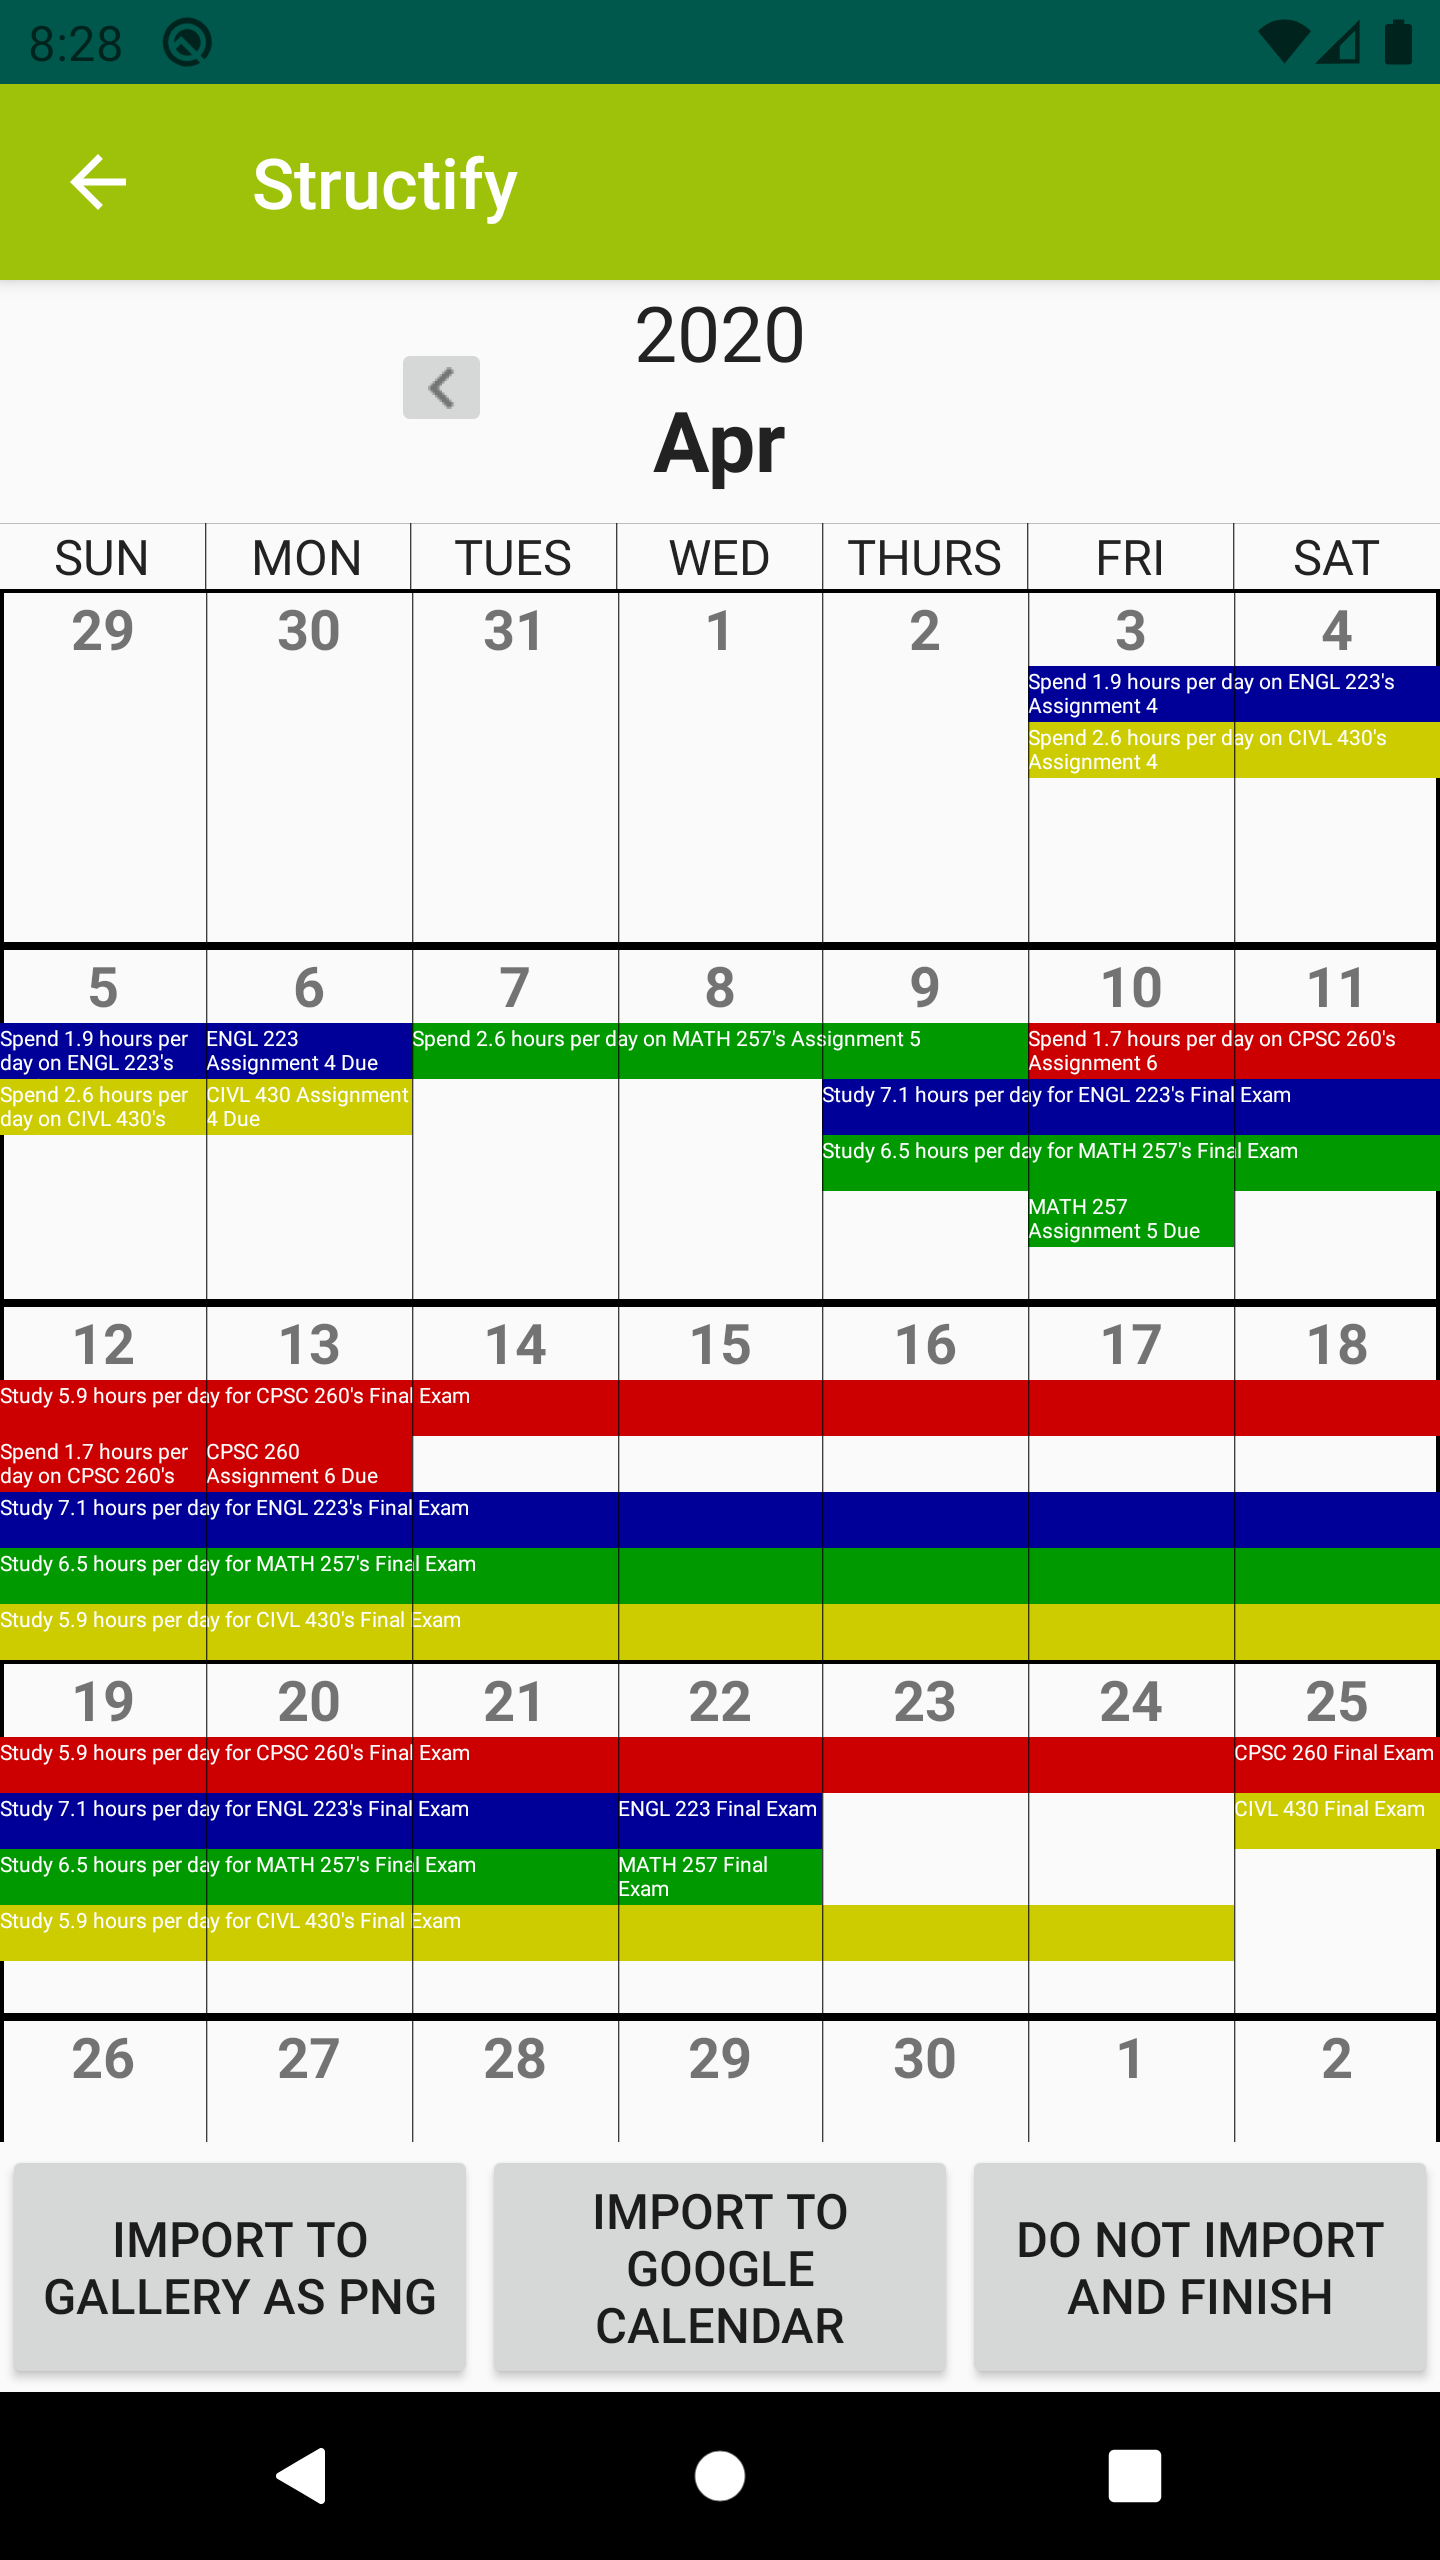 8:28
Structify
2020
Apr
SUN MON TUES WED THURS FRI SAT
29 30 31 1 2 3 4
Spend 1.9 hours per day on ENGL 223's
Assignment 4
Spend 2.6 hours per day on CIVL 430's
Assignment 4
5 6 7 8 9 10 11
Spend 1.9 hours per
day on ENGL 223's
ENGL 223
Assignment 4 Due
Spend 2.6 hours per day on MATH 257's Assignment 5
Spend 1.7 hours per day on CPSC 260's
Assignment 6
Spend 2.6 hours per
day on CIVL 430's
CIVL 430 Assignment
4 Due
Study 7.1 hours per day for ENGL 223's Final Exam
Study 6.5 hours per day for MATH 257's Final Exam
MATH 257
Assignment 5 Due
12 13 14 15 16 17 18
Study 5.9 hours per day for CPSC 260's Final Exam
Spend 1.7 hours per
day on CPSC 260's
CPSC 260
Assignment 6 Due
Study 7.1 hours per day for ENGL 223's Final Exam
Study 6.5 hours per day for MATH 257's Final Exam
Study 5.9 hours per day for CIVL 430's Final Exam
19 20 21 22 23 24 25
Study 5.9 hours per day for CPSC 260's Final Exam
CPSC 260 Final Exam
Study 7.1 hours per day for ENGL 223's Final Exam
ENGL 223 Final Exam
CIVL 430 Final Exam
Study 6.5 hours per day for MATH 257's Final Exam
MATH 257 Final
Exam
Study 5.9 hours per day for CIVL 430's Final Exam
26 27 28 29 30 1 2
IMPORT TO
GALLERY AS PNG
IMPORT TO
GOOGLE
CALENDAR
DO NOT IMPORT
AND FINISH